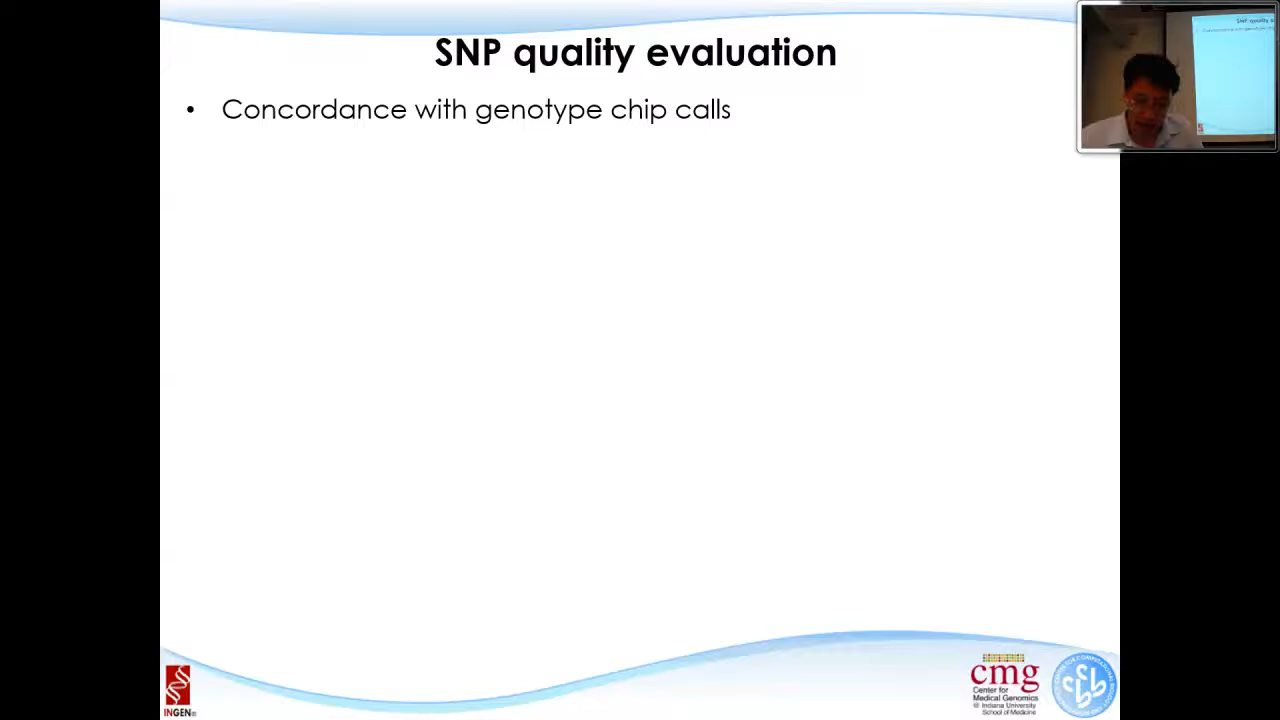 SNP quality evaluation
• Concordance with genotype chip calls
INGEN®
cmg
Center for
Medical Genomics
@ Indiana University
School of Medicine